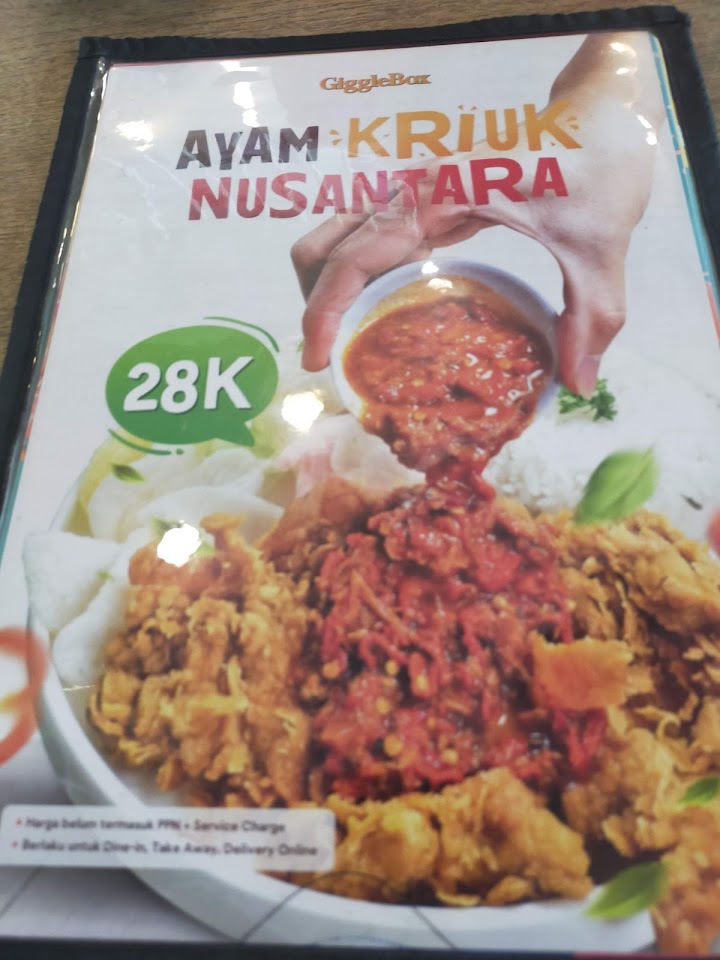 GiggleBox
AYAM KRIUK
NUSANTARA
28K
• Harga belum termasuk PPN + Service Charge
• Berlaku untuk Dine-in, Take Away, Delivery Online